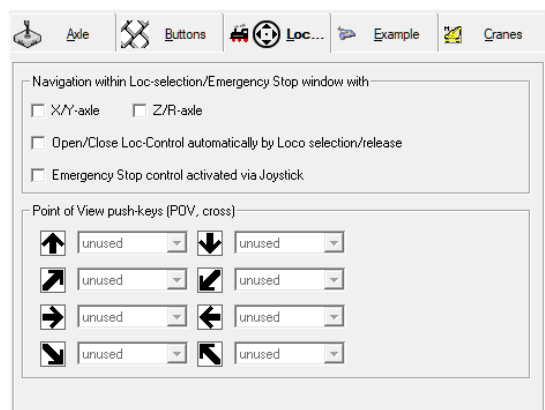 Axle Buttons Loc... Example Cranes
Navigation within Loc-selection/Emergency Stop window with
X/Y-axle Z/R-axle
Open/Close Loc-Control automatically by Loco selection/release
Emergency Stop control activated via Joystick
Point of View push-keys (POV, cross)
unused unused
unused unused
unused unused
unused unused